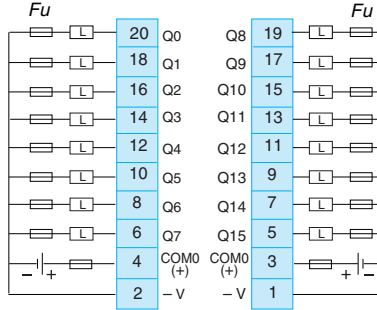 Fu Fu
L 20 Q0 Q8 19 L
L 18 Q1 Q9 17 L
L 16 Q2 Q10 15 L
L 14 Q3 Q11 13 L
L 12 Q4 Q12 11 L
L 10 Q5 Q13 9 L
L 8 Q6 Q14 7 L
L 6 Q7 Q15 5 L
4 COM0 (+) COM0 (+) 3
– + + –
2 – V – V 1